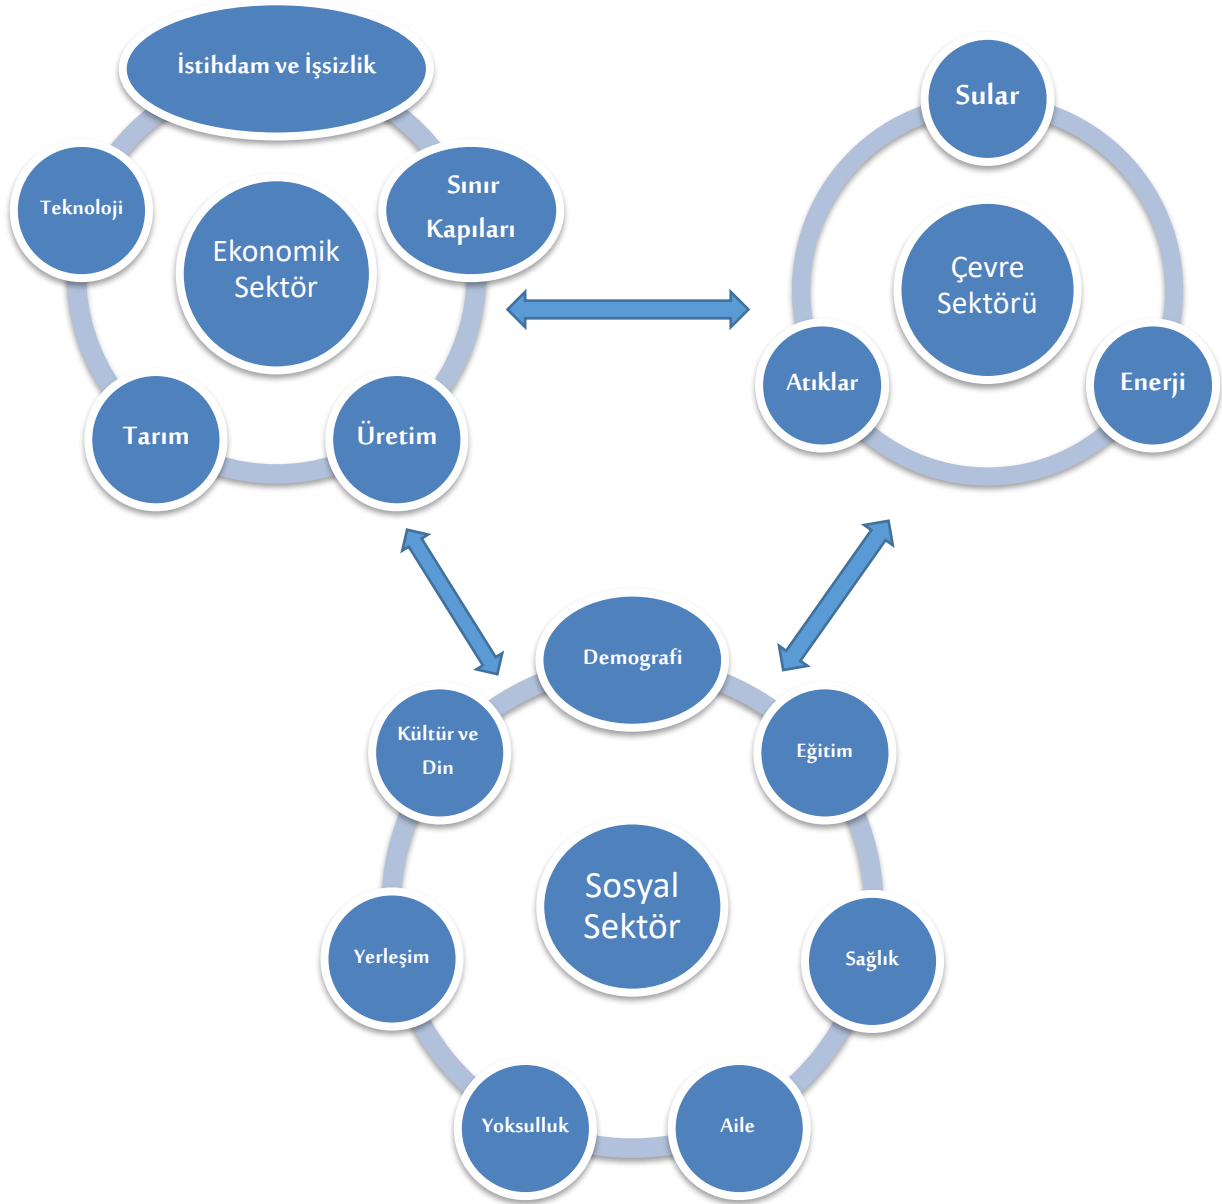 İstihdam ve İşsizlik
Sınır
Kapıları
Teknoloji
Ekonomik
Sektör
Tarım
Üretim
Sular
Çevre
Sektörü
Atıklar
Enerji
Demografi
Kültür ve
Din
Eğitim
Sosyal
Sektör
Yerleşim
Sağlık
Yoksulluk
Aile